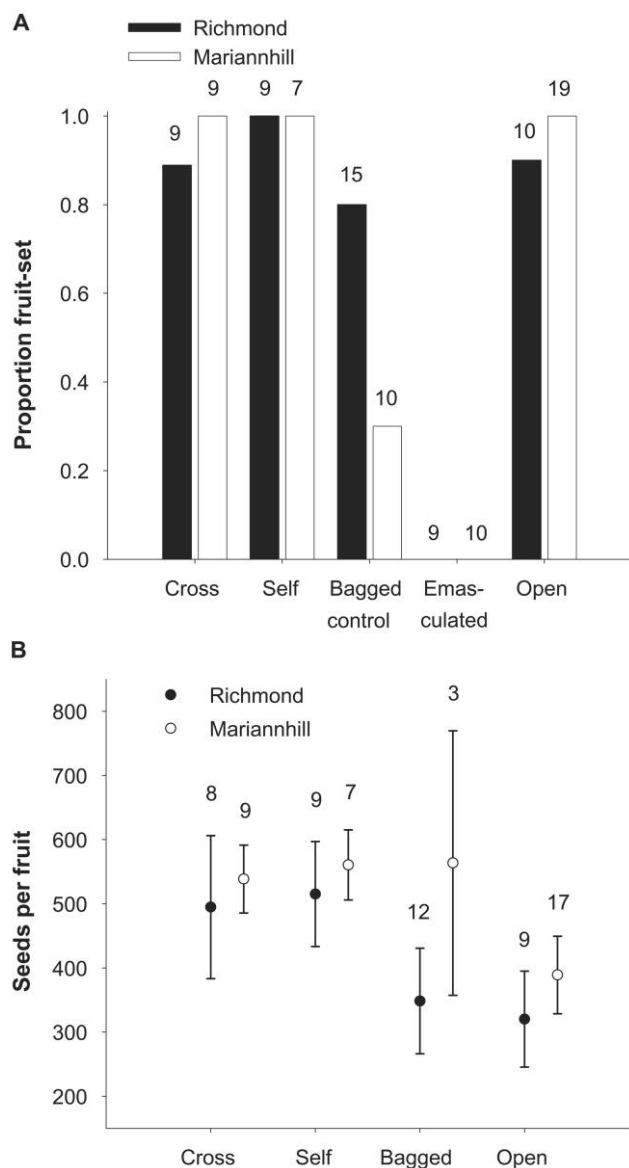 A
Richmond
Mariannhill
9 9 9 7 15 10 9 10 10 19
1.0
0.8
0.6
0.4
0.2
0.0
Proportion fruit-set
Cross Self Bagged control Emas- culated Open
B
Richmond
Mariannhill
8 9 9 7 12 3 9 17
800
700
600
500
400
300
200
Seeds per fruit
Cross Self Bagged Open